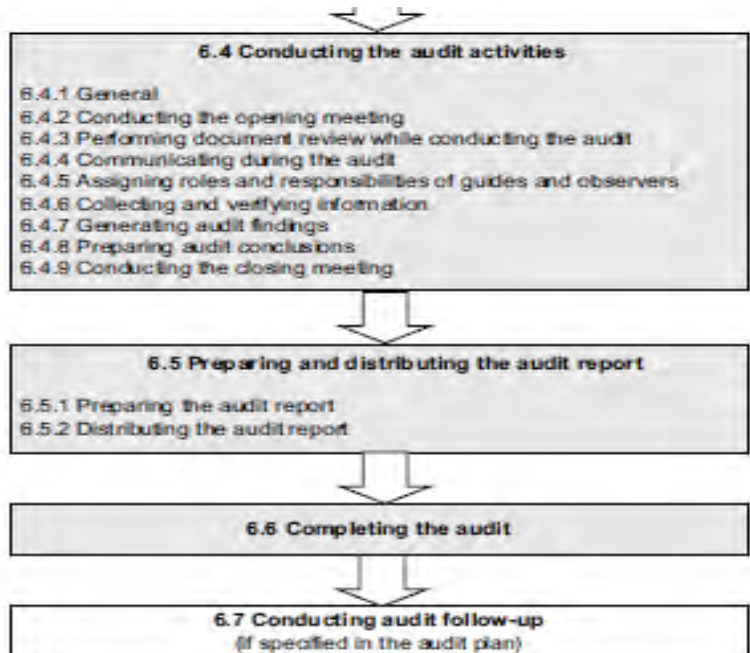 6.4 Conducting the audit activities
6.4.1 General
6.4.2 Conducting the opening meeting
6.4.3 Performing document review while conducting the audit
6.4.4 Communicating during the audit
6.4.5 Assigning roles and responsibilities of guides and observers
6.4.6 Collecting and verifying information
6.4.7 Generating audit findings
6.4.8 Preparing audit conclusions
6.4.9 Conducting the closing meeting
6.5 Preparing and distributing the audit report
6.5.1 Preparing the audit report
6.5.2 Distributing the audit report
6.6 Completing the audit
6.7 Conducting audit follow-up
(if specified in the audit plan)